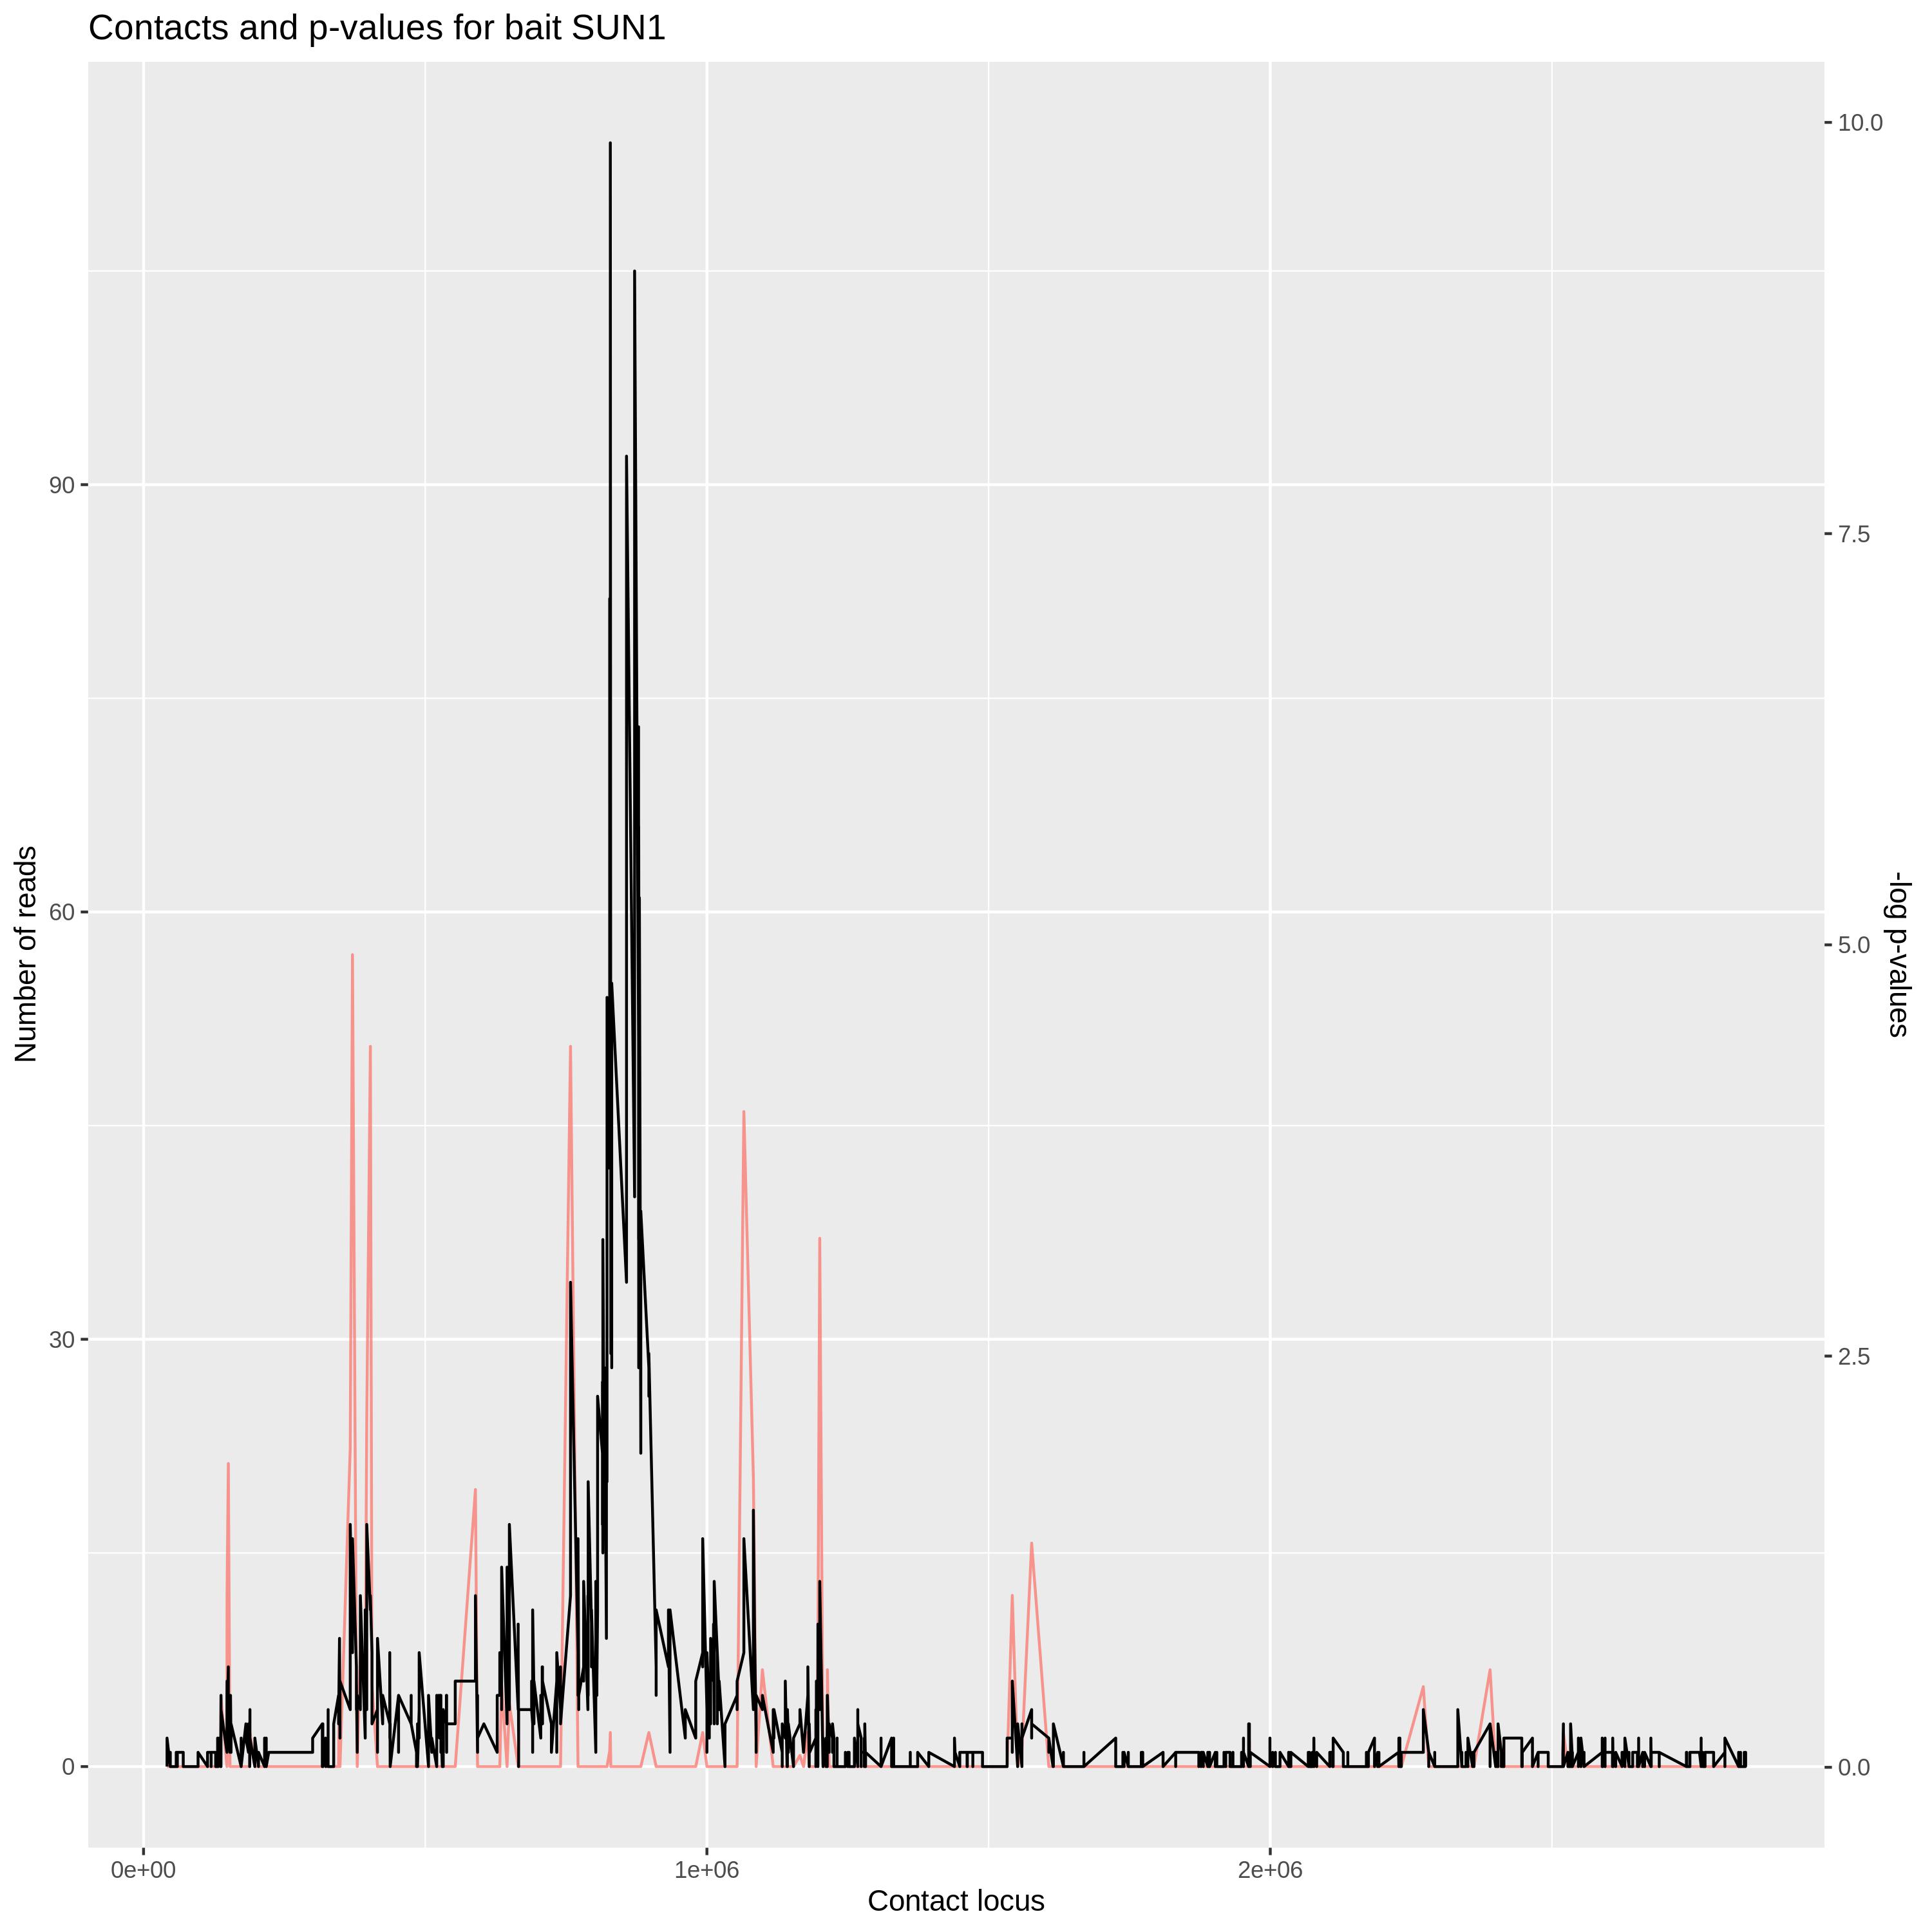 Contacts and p-values for bait SUN1
10.0
90
7.5
60
5.0
Number of reads
-log p-values
30
2.5
0
0.0
0e+00
1e+06
2e+06
Contact locus